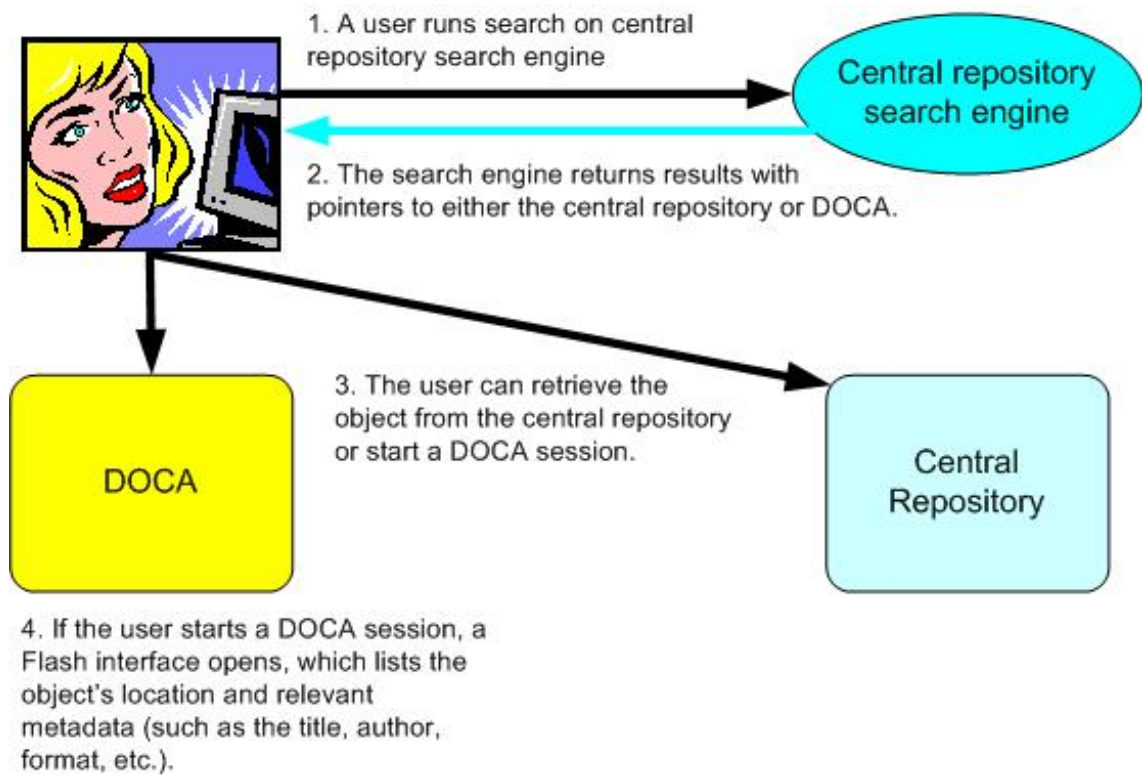 1. A user runs search on central
repository search engine
Central repository
search engine
2. The search engine returns results with
pointers to either the central repository or DOCA.
3. The user can retrieve the
object from the central repository
or start a DOCA session.
DOCA
Central
Repository
4. If the user starts a DOCA session, a
Flash interface opens, which lists the
object's location and relevant
metadata (such as the title, author,
format, etc.).